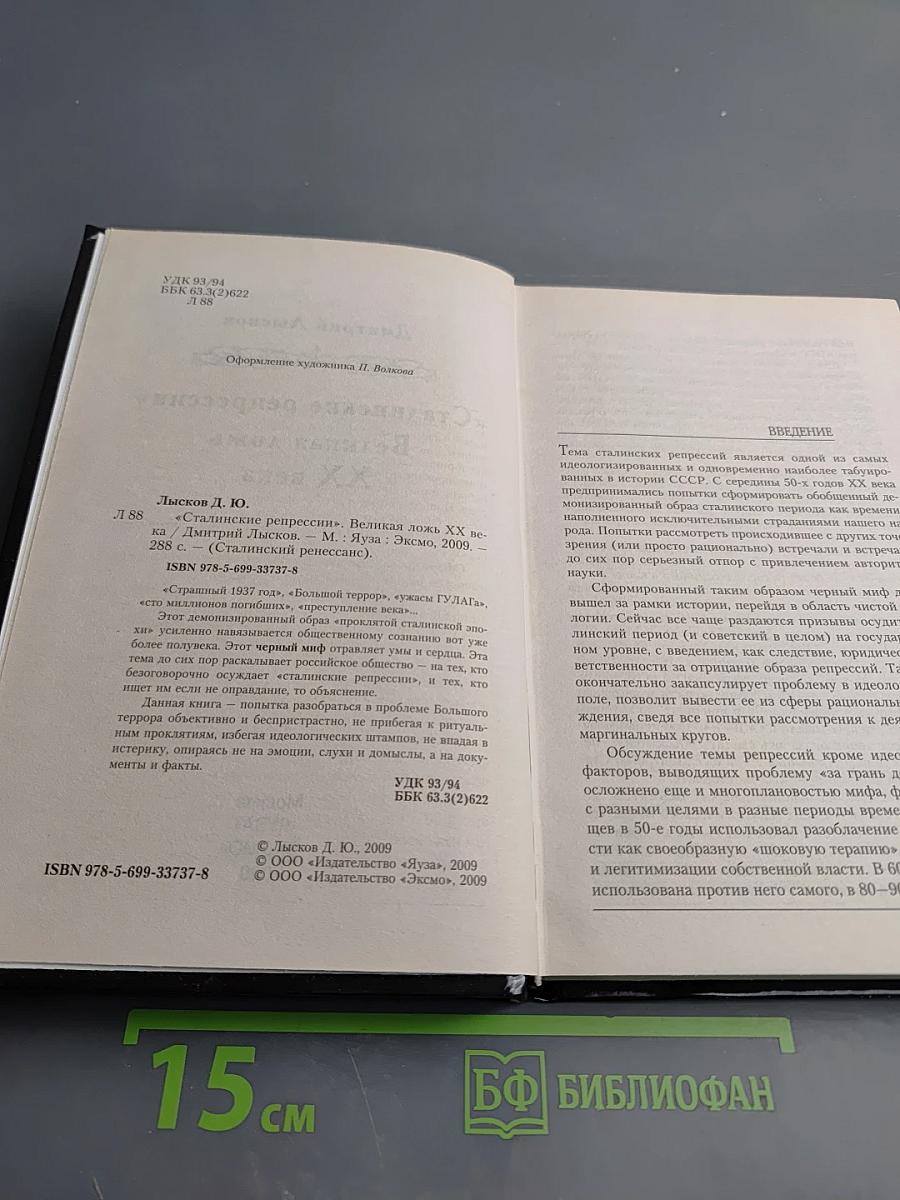 УДК 93/94
ББК 63.3(2)622
Л 88
Оформление художника П. Волкова
Лысков Д. Ю.
Л 88 «Сталинские репрессии». Великая ложь XX ве-
ка / Дмитрий Лысков. — М. : Яуза : Эксмо, 2009. —
288 с. — (Сталинский ренессанс).
ISBN 978-5-699-33737-8
«Страшный 1937 год», «Большой террор», «ужасы ГУЛАГа»,
«сто миллионов погибших», «преступление века»...
Этот демонизированный образ «проклятой сталинской эпо-
хи» усиленно навязывается общественному сознанию вот уже
более полувека. Этот черный миф отравляет умы и сердца. Эта
тема до сих пор раскалывает российское общество — на тех, кто
безоговорочно осуждает «сталинские репрессии», и тех, кто
ищет им если не оправдание, то объяснение.
Данная книга — попытка разобраться в проблеме Большого
террора объективно и беспристрастно, не прибегая к ритуаль-
ным проклятиям, избегая идеологических штампов, не впадая в
истерику, опираясь не на эмоции, слухи и домыслы, а на доку-
менты и факты.
УДК 93/94
ББК 63.3(2)622
© Лысков Д. Ю., 2009
© ООО «Издательство «Яуза», 2009
© ООО «Издательство «Эксмо», 2009
ISBN 978-5-699-33737-8
ВВЕДЕНИЕ
Тема сталинских репрессий является одной из самых
идеологизированных и одновременно наиболее табуиро-
ванных в истории СССР. С середины 50-х годов XX века
предпринимались попытки сформировать обобщенный де-
монизированный образ сталинского периода как времени
наполненного исключительными страданиями нашего на
рода. Попытки рассмотреть происходившее с других точе
зрения (или просто рационально) встречали и встреча
до сих пор серьезный отпор с привлечением авторит
науки.
Сформированный таким образом черный миф д
вышел за рамки истории, перейдя в область чистой
логии. Сейчас все чаще раздаются призывы осудит
линский период (и советский в целом) на государ
ном уровне, с введением, как следствие, юридичес
ветственности за отрицание образа репрессий. Та
окончательно закапсулирует проблему в идеоло
поле, позволит вывести ее из сферы рациональн
ждения, сведя все попытки рассмотрения к дея
маргинальных кругов.
Обсуждение темы репрессий кроме идео
факторов, выводящих проблему «за грань д
осложнено еще и многоплановостью мифа, ф
с разными целями в разные периоды време
щев в 50-е годы использовал разоблачение
сти как своеобразную «шоковую терапию»
и легитимизации собственной власти. В 60
использована против него самого, в 80—90
15 см
БФ БИБЛИОФАН